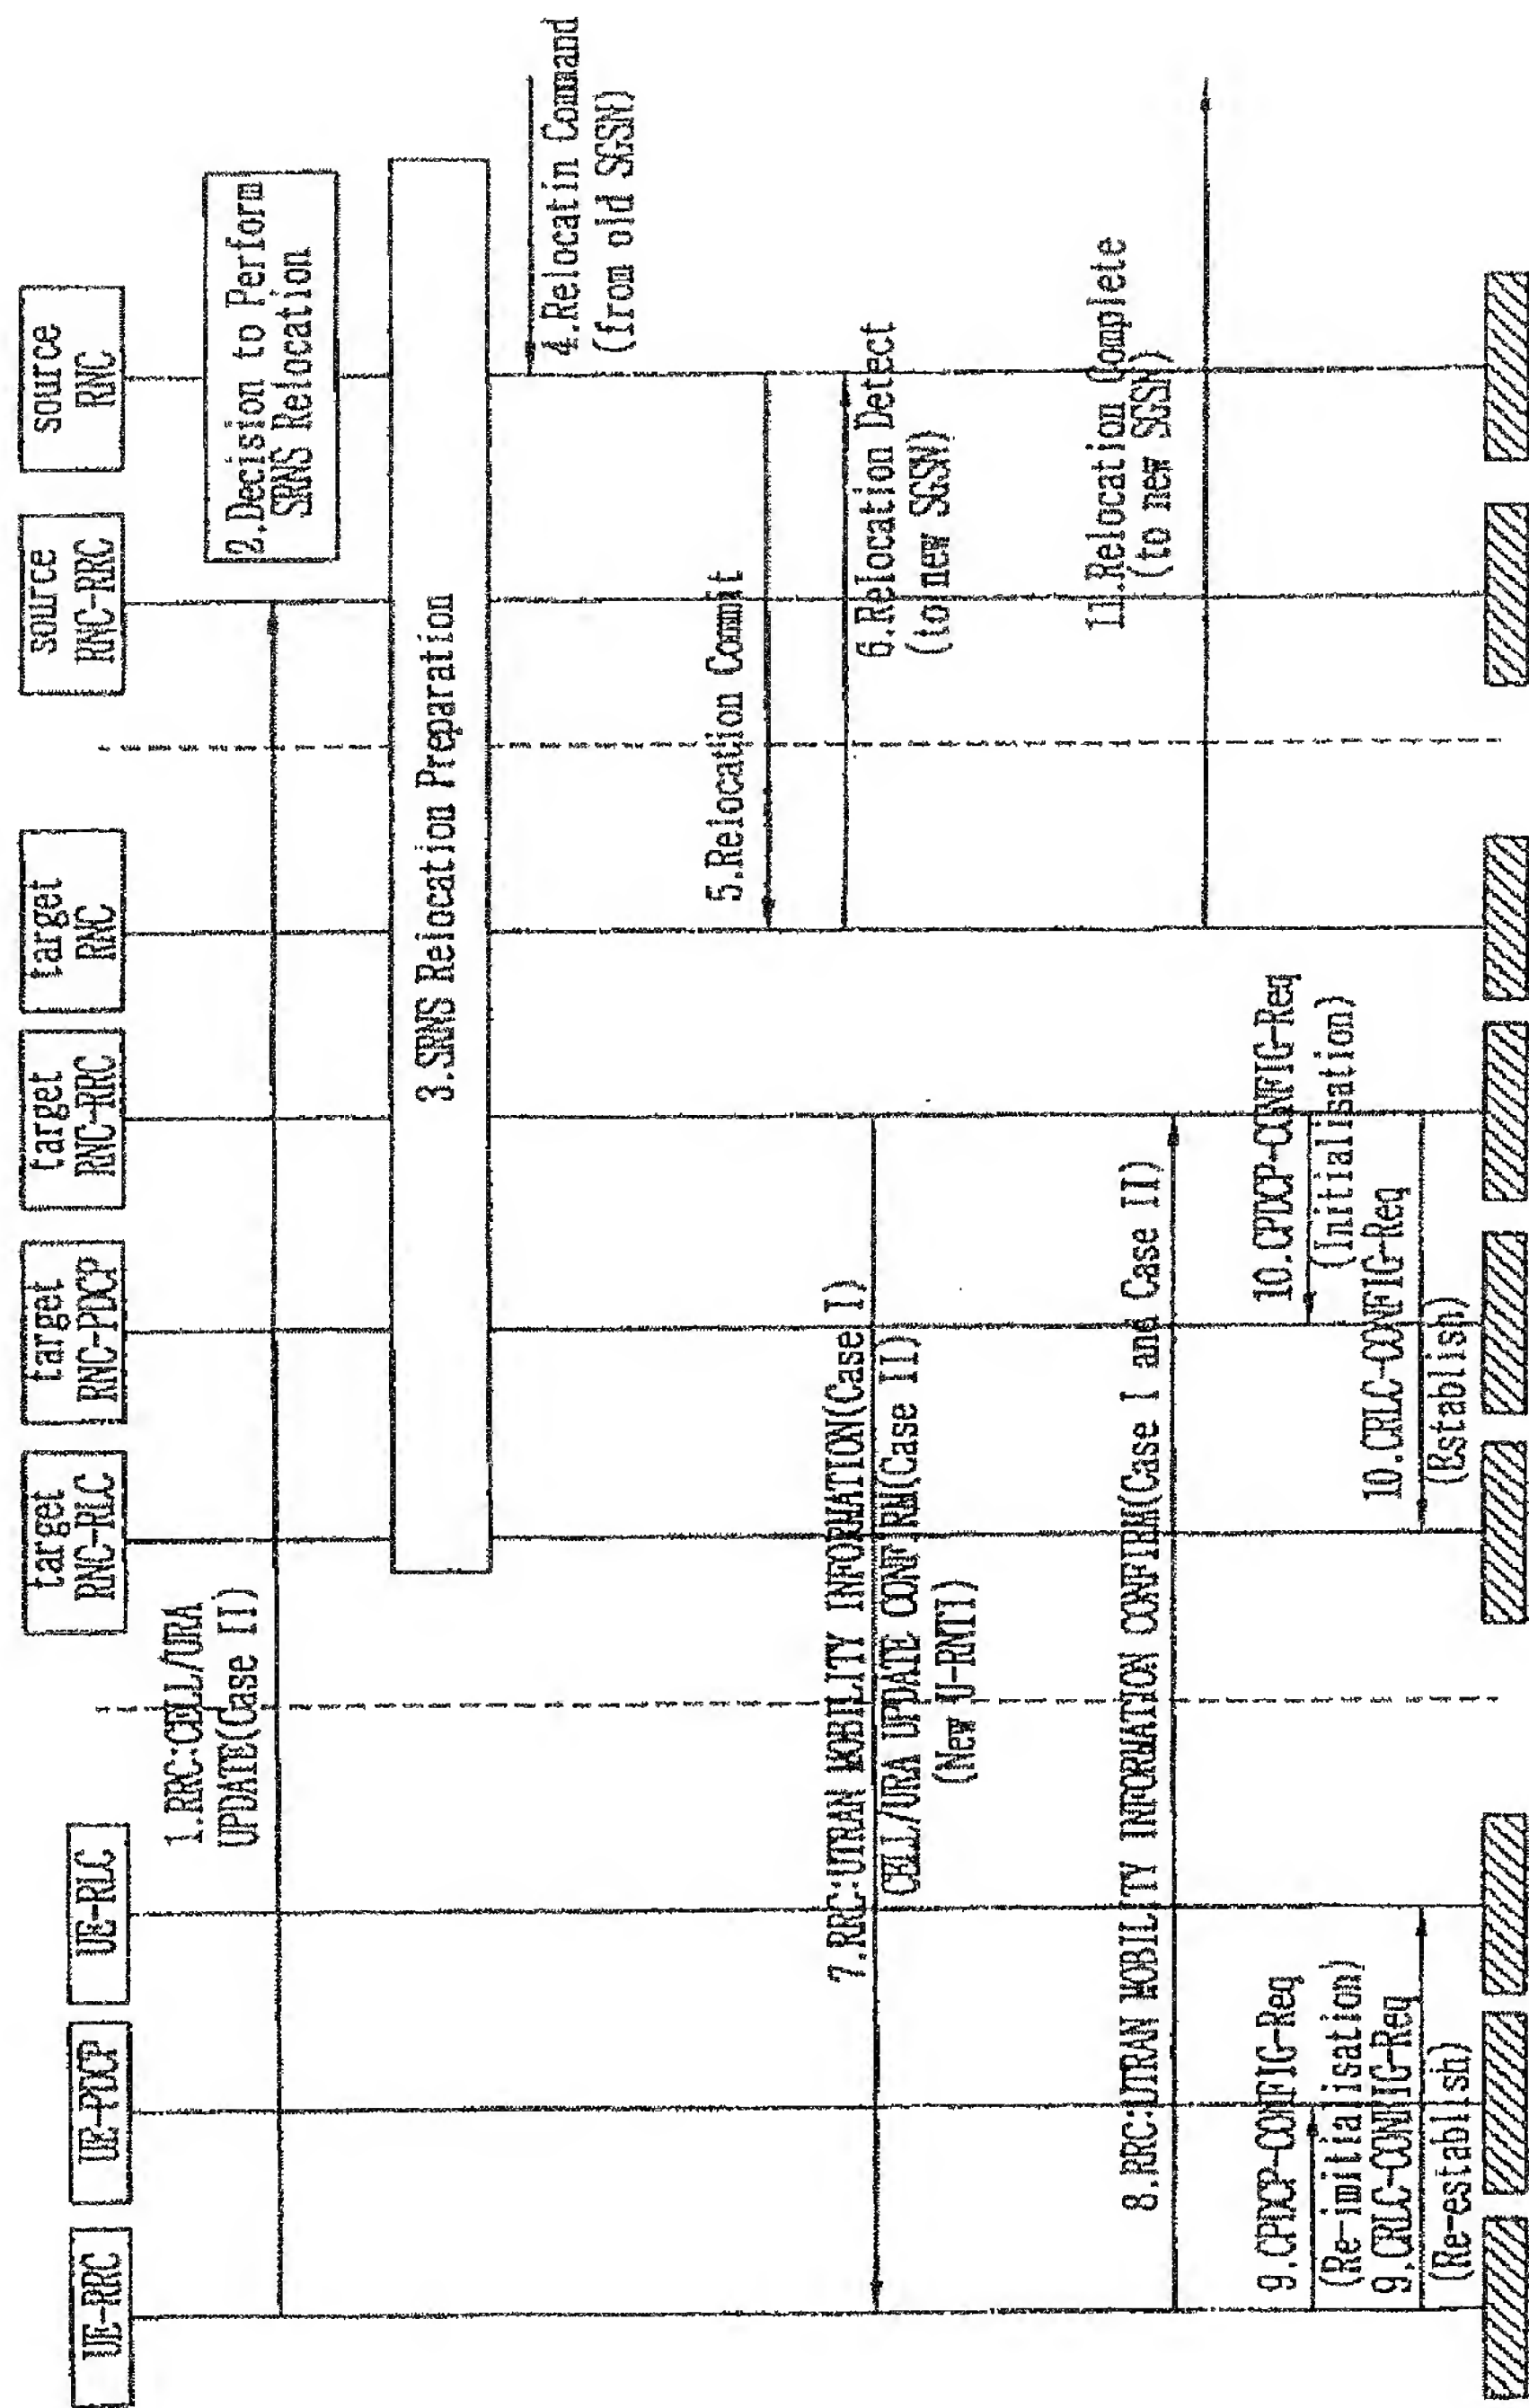 UE-RRC
UE-PDCP
UE-RLC
target
RNC-RLC
target
RNC-PDCP
target
RNC-RRC
target
RNC
source
RNC-RRC
source
RNC
1.RRC:CELL/URA
UPDATE(Case II)
2.Decision to Perform
SRNS Relocation
3.SRNS Relocation Preparation
4.Relocatin Command
(from old SGSN)
5.Relocation Commit
6.Relocation Detect
(to new SGSN)
7.RRC:UTRAN MOBILITY INFORMATION(Case I)
CELL/URA UPDATE CONFIRM(Case II)
(New U-RNTI)
8.RRC:UTRAN MOBILITY INFORMATION CONFIRM(Case I and Case II)
11.Relocation Complete
(to new SGSN)
9.CPDCP-CONFIG-Req
(Re-initialisation)
9.CRLC-CONFIG-Req
(Re-establish)
10.CPDCP-CONFIG-Req
(Initialisation)
10.CRLC-CONFIG-Req
(Establish)